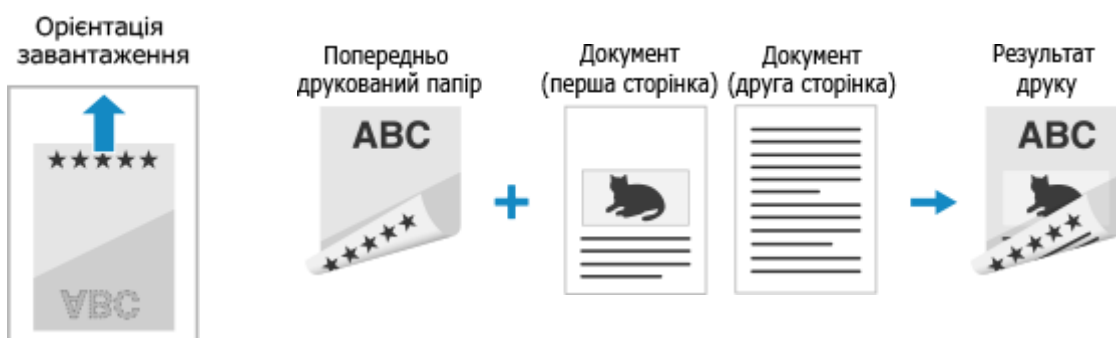 Орієнтація
завантаження
ABC
Попередньо
друкований папір
ABC
Документ
(перша сторінка)
Документ
(друга сторінка)
Результат
друку
ABC